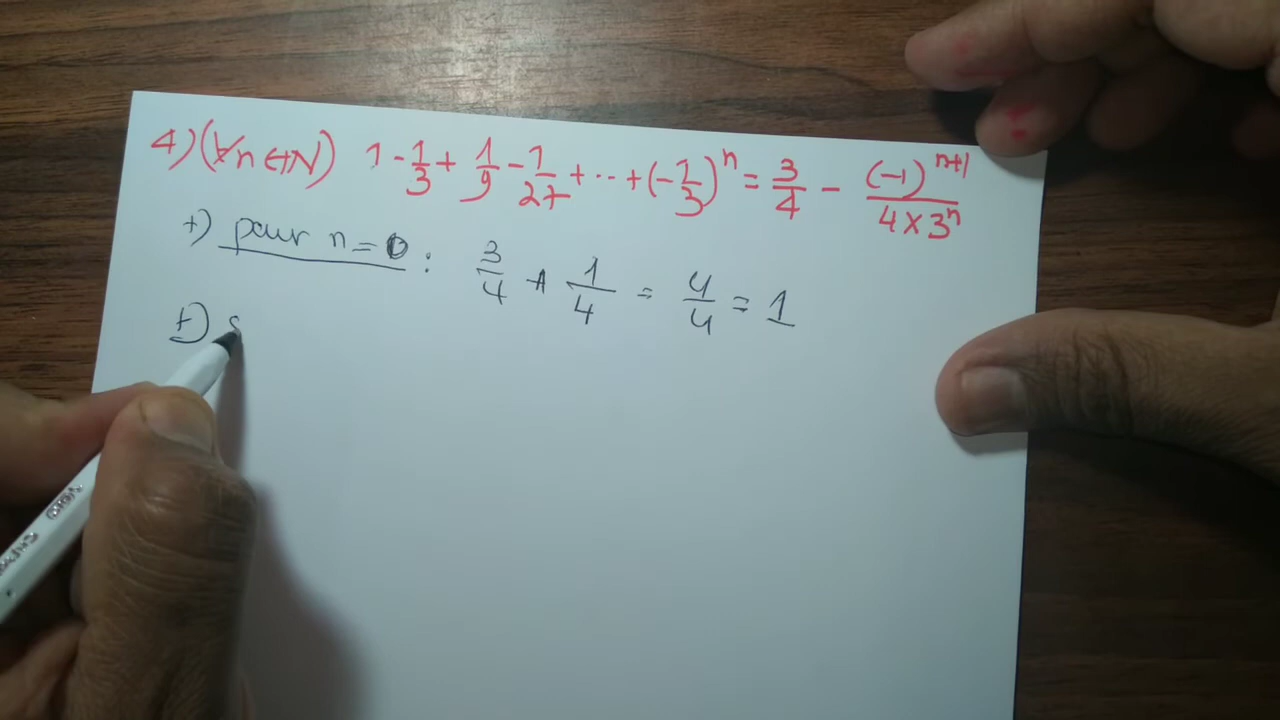 4) (∀n∈IN) 1 - 1/3 + 1/9 - 1/27 + ... + (-1/3)^n = 3/4 - (-1)^(n+1)/(4 × 3^n)
+) pour n = 0 : 3/4 + 1/4 = 4/4 = 1
+) s